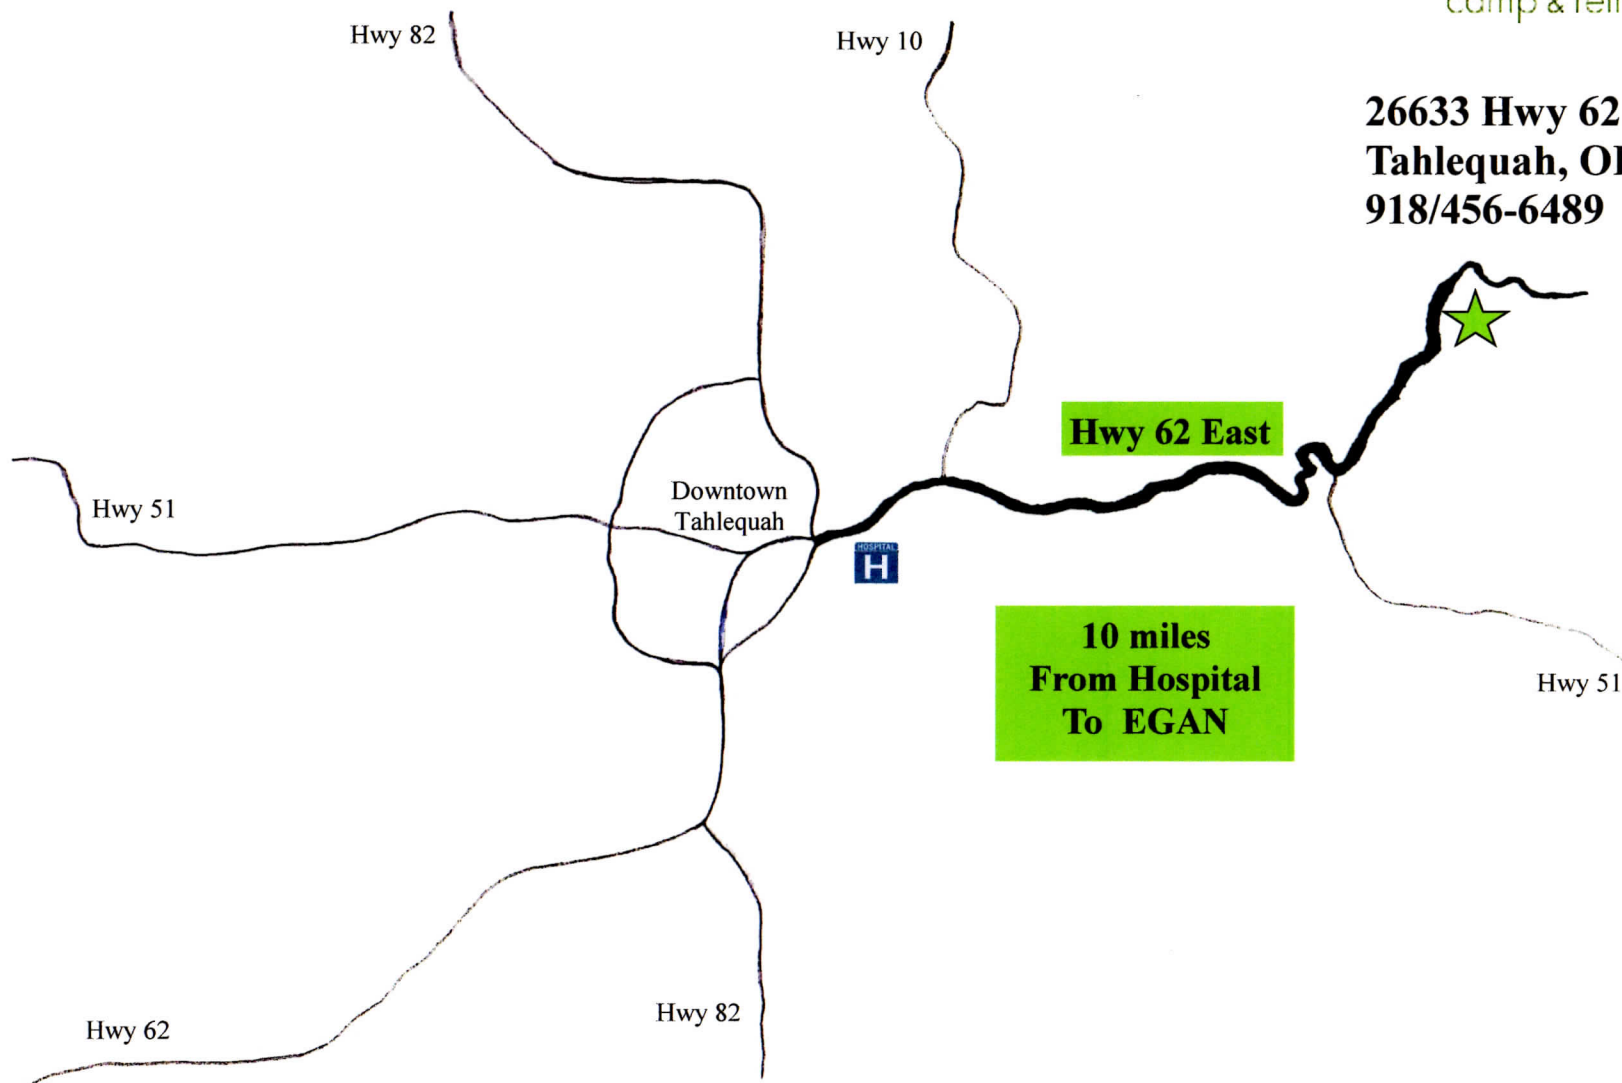 camp &
Hwy 82
Hwy 10
26633 Hwy 62
Tahlequah,
918/456-6489
Hwy 62 East
Downtown
Tahlequah
Hwy 51
HOSPITAL
H
10 miles
From Hospital
To EGAN
Hwy 51
Hwy 82
Hwy 62